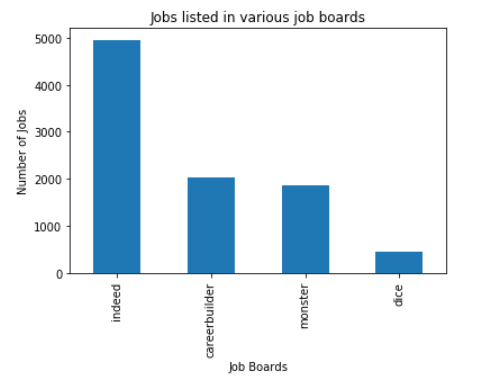 Jobs listed in various job boards
Number of Jobs
5000
4000
3000
2000
1000
0
indeed
careerbuilder
monster
dice
Job Boards